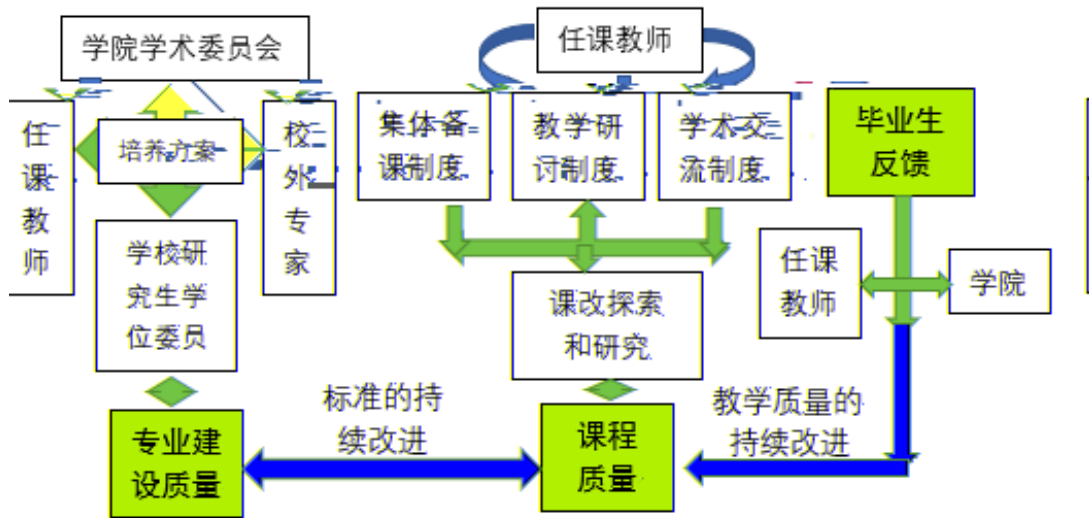 学院学术委员会
任
课
教
师
培养方案
校
外
专
家
学校研
究生学
位委员
专业建
设质量
标准的持
续改进
任课教师
集体备
课制度
教学研
讨制度
学术交
流制度
课改探索
和研究
课程
质量
教学质量的
持续改进
毕业生
反馈
任课
教师
学院